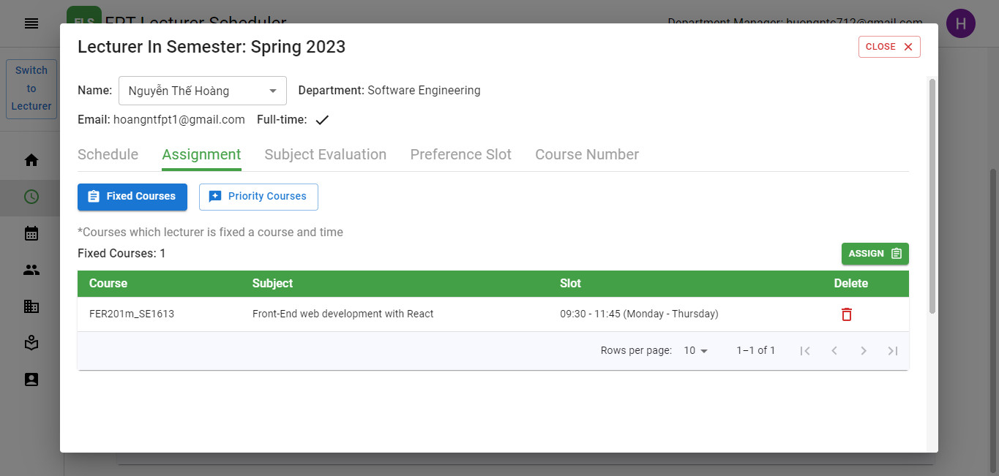 ELS FPT Lecturer Scheduler
Department Manager: huongntc712@gmail.com
H
Switch
to
Lecturer
Lecturer In Semester: Spring 2023
CLOSE
Name: Nguyễn Thế Hoàng Department: Software Engineering
Email: hoangntfpt1@gmail.com Full-time:
Schedule Assignment Subject Evaluation Preference Slot Course Number
Fixed Courses Priority Courses
*Courses which lecturer is fixed a course and time
Fixed Courses: 1
ASSIGN
Course Subject Slot Delete
FER201m_SE1613 Front-End web development with React 09:30 - 11:45 (Monday - Thursday)
Rows per page: 10 1–1 of 1